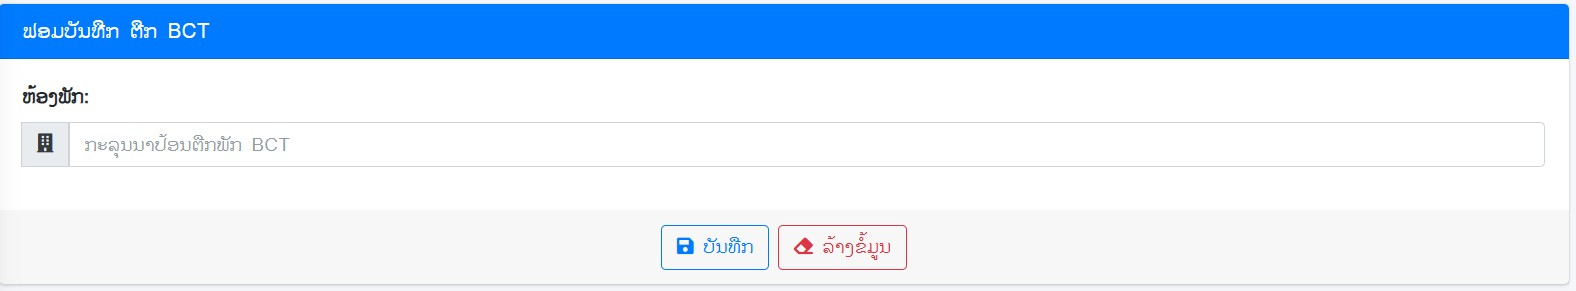 ຟອມບັນທຶກ ຕຶກ BCT
ຫ້ອງພັກ:
ກະລຸນນາປ້ອນຕຶກພັກ BCT
ບັນທຶກ
ລ້າງຂໍ້ມູນ